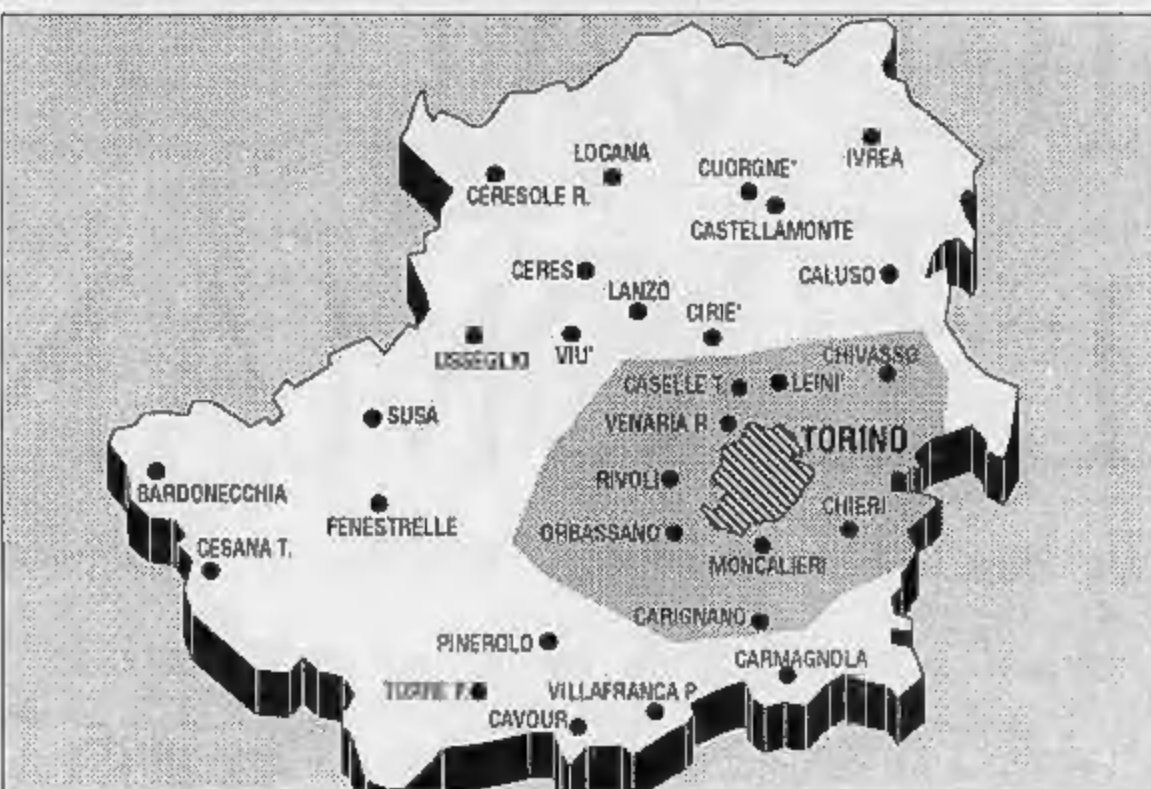 LOCANA
CUORGNE'
IVREA
CERESOLE R.
CASTELLAMONTE
CERES
CALUSO
LANZO
CIRIE'
USSEGLIO
VIU'
CHIVASSO
CASELLE T.
LEINI'
SUSA
VENARIA R.
TORINO
BARDONECCHIA
RIVOLI
FENESTRELLE
CHIERI
ORBASSANO
CESANA T.
MONCALIERI
CARIGNANO
PINEROLO
CARMAGNOLA
VILLAFRANCA P.
CAVOUR